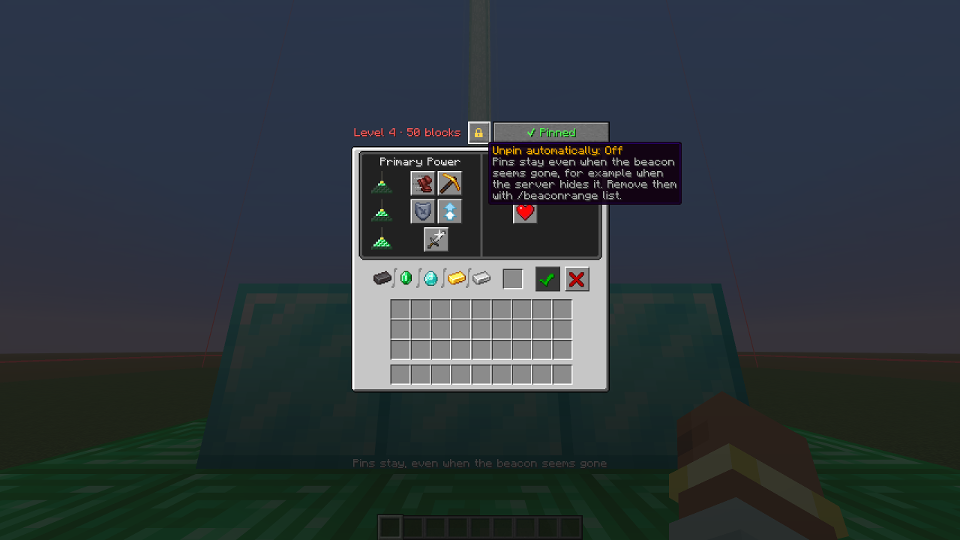 Level 4 · 50 blocks
✓ Pinned
Unpin automatically: Off
Pins stay even when the beacon
seems gone, for example when
the server hides it. Remove them
with /beaconrange list.
Primary Power
Pins stay, even when the beacon seems gone